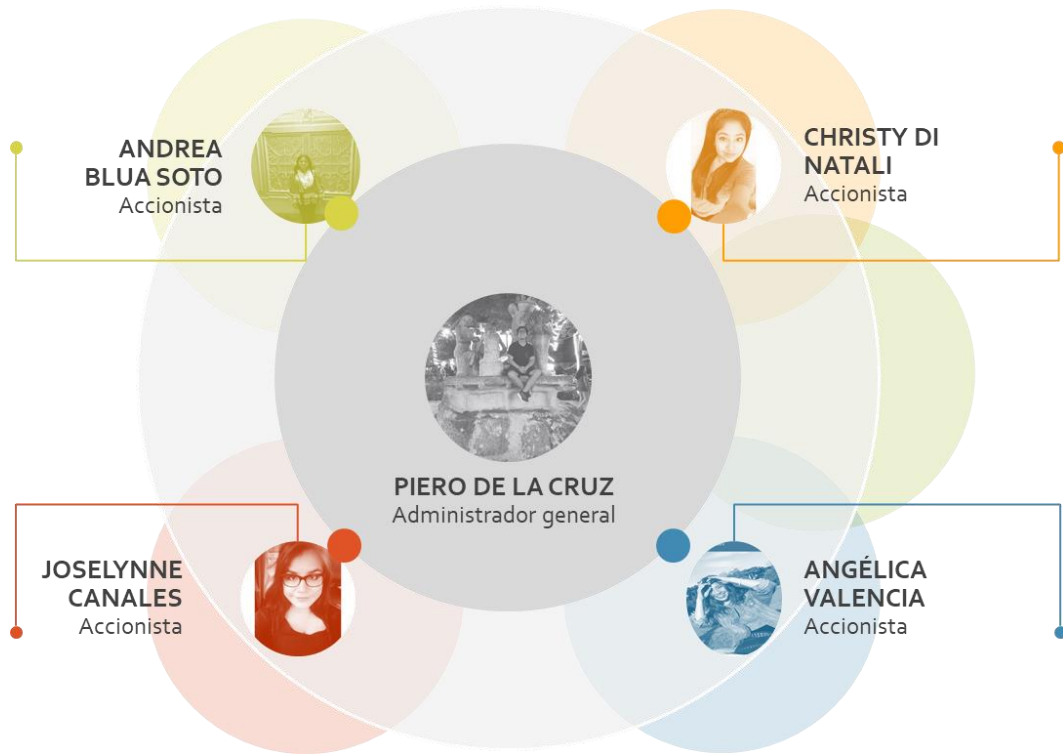 ANDREA
BLUA SOTO
Accionista
CHRISTY DI
NATALI
Accionista
PIERO DE LA CRUZ
Administrador general
JOSELYNNE
CANALES
Accionista
ANGÉLICA
VALENCIA
Accionista